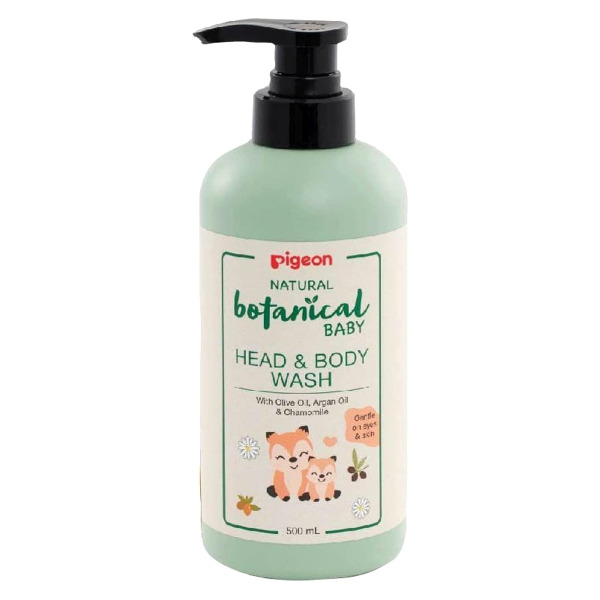 Pigeon
NATURAL
botanical
BABY
HEAD & BODY
WASH
With Olive Oil, Argan Oil
& Chamomile
Gentle
on eyes
& skin
500 mL